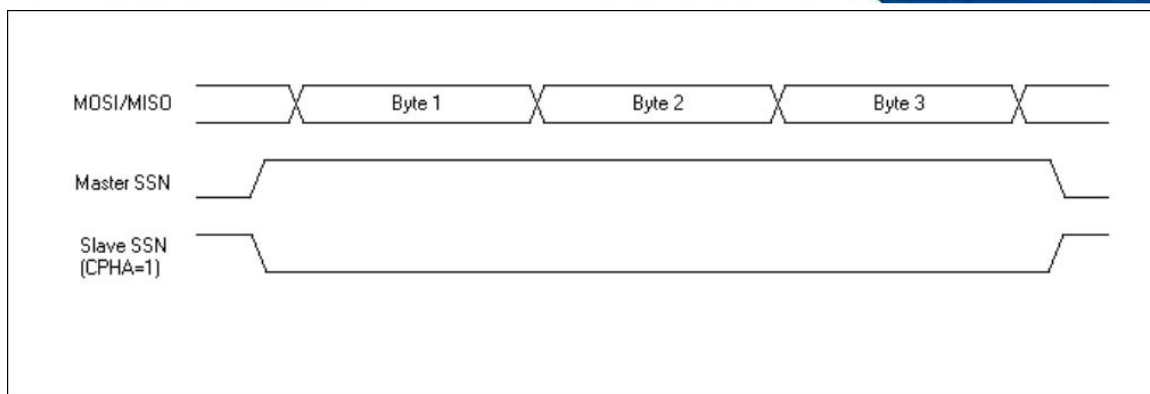 MOSI/MISO
Byte 1
Byte 2
Byte 3
Master SSN
Slave SSN
(CPHA=1)